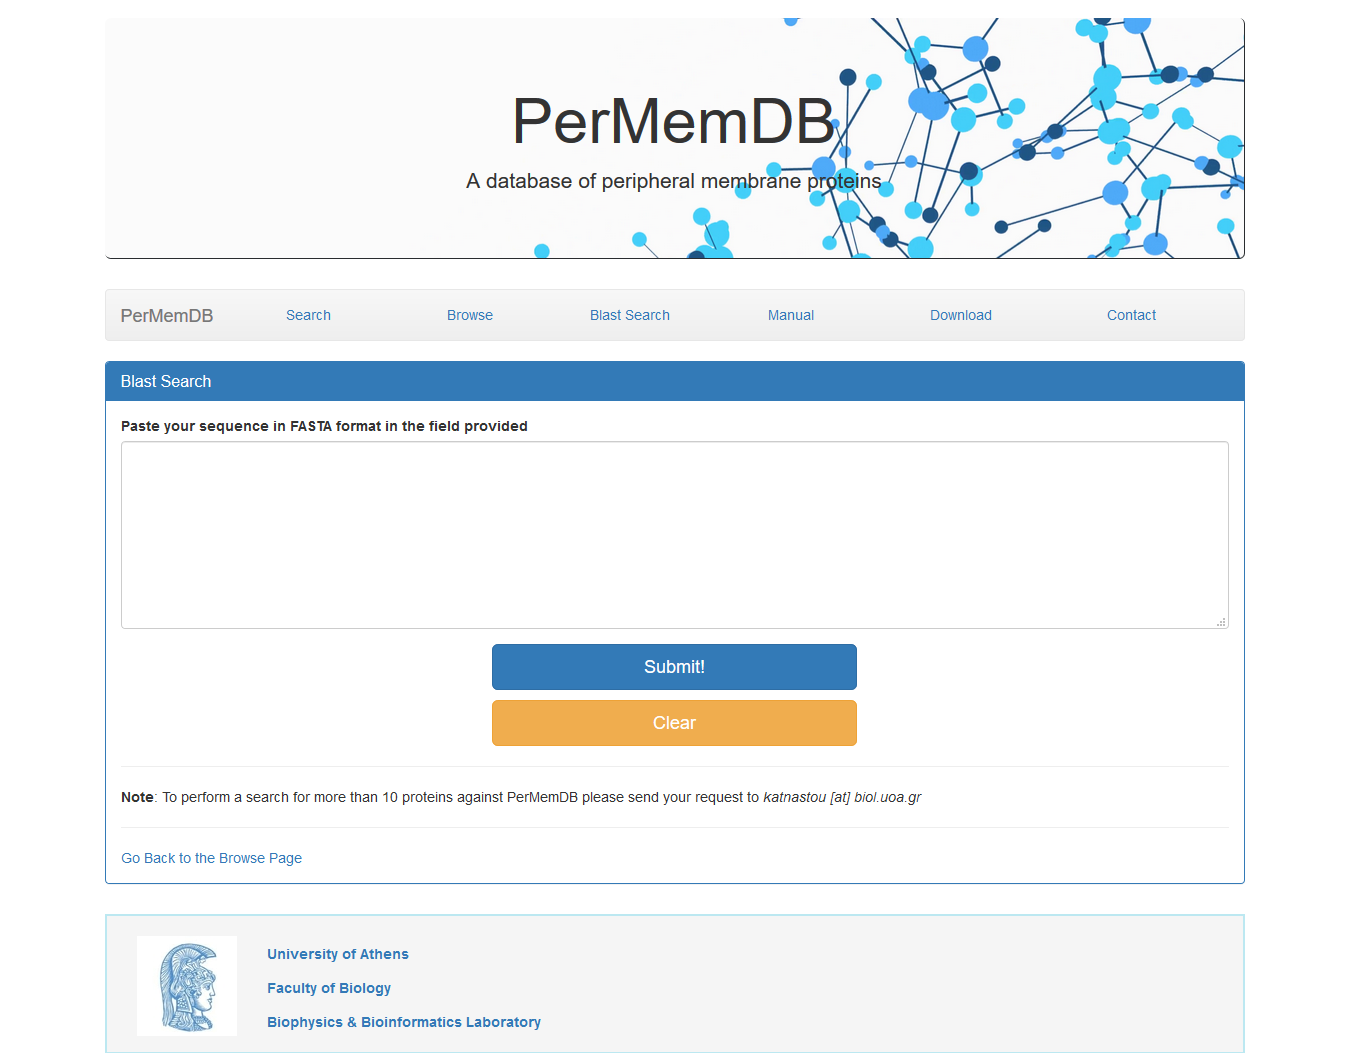 PerMemDB
A database of peripheral membrane proteins
PerMemDB Search Browse Blast Search Manual Download Contact
Blast Search
Paste your sequence in FASTA format in the field provided
Submit!
Clear
Note: To perform a search for more than 10 proteins against PerMemDB please send your request to katnastou [at] biol.uoa.gr
Go Back to the Browse Page
University of Athens
Faculty of Biology
Biophysics & Bioinformatics Laboratory